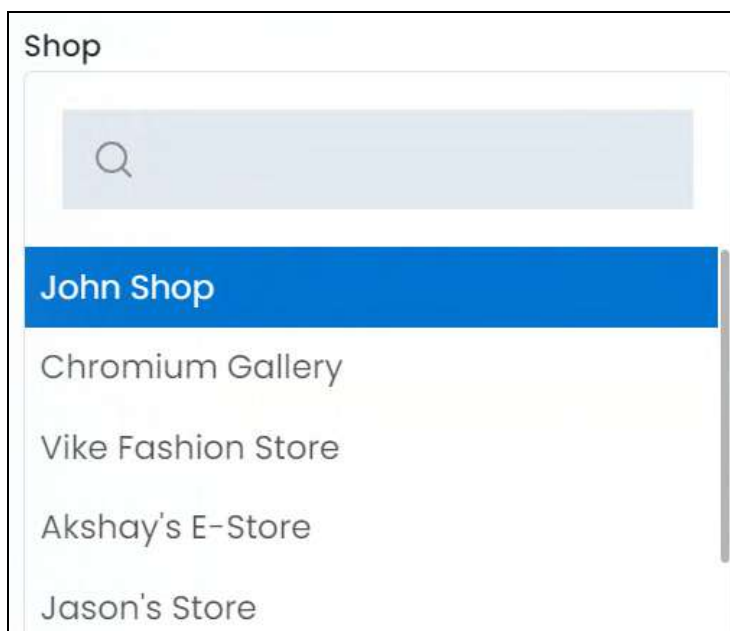 Shop
John Shop
Chromium Gallery
Vike Fashion Store
Akshay's E-Store
Jason's Store